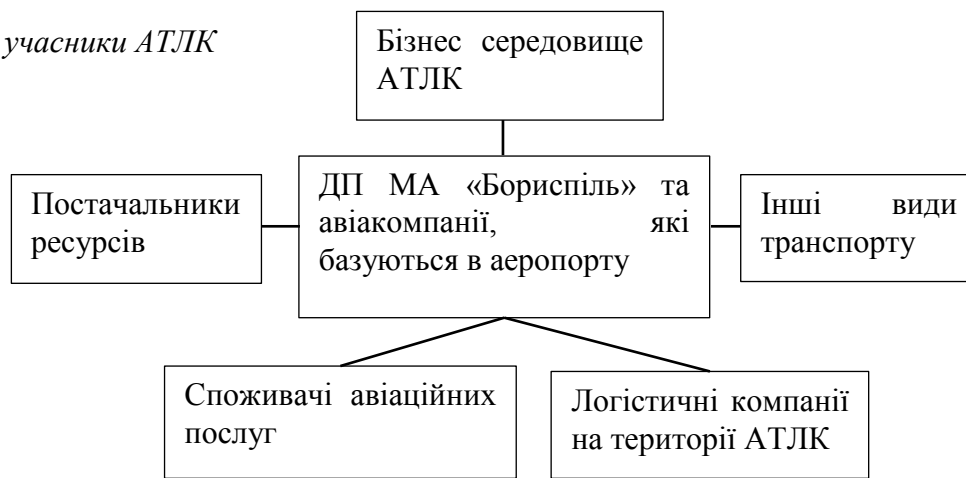 учасники АТЛК
Бізнес середовище
АТЛК
Постачальники
ресурсів
ДП МА «Бориспіль» та
авіакомпанії, які
базуються в аеропорту
Інші види
транспорту
Споживачі авіаційних
послуг
Логістичні компанії
на території АТЛК